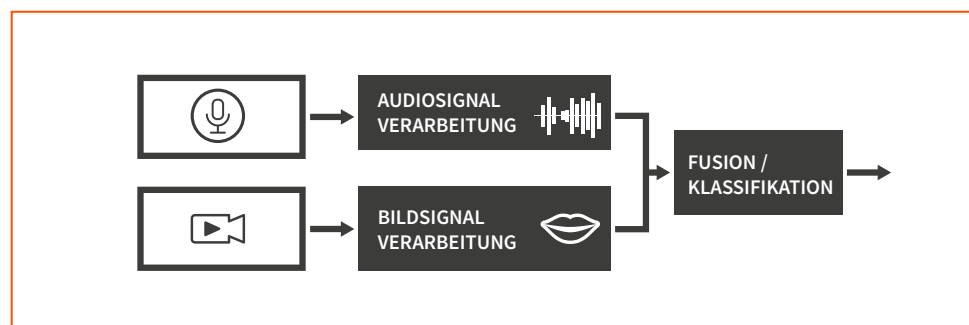 AUDIOSIGNAL
VERARBEITUNG
BILDSIGNAL
VERARBEITUNG
FUSION /
KLASSIFIKATION